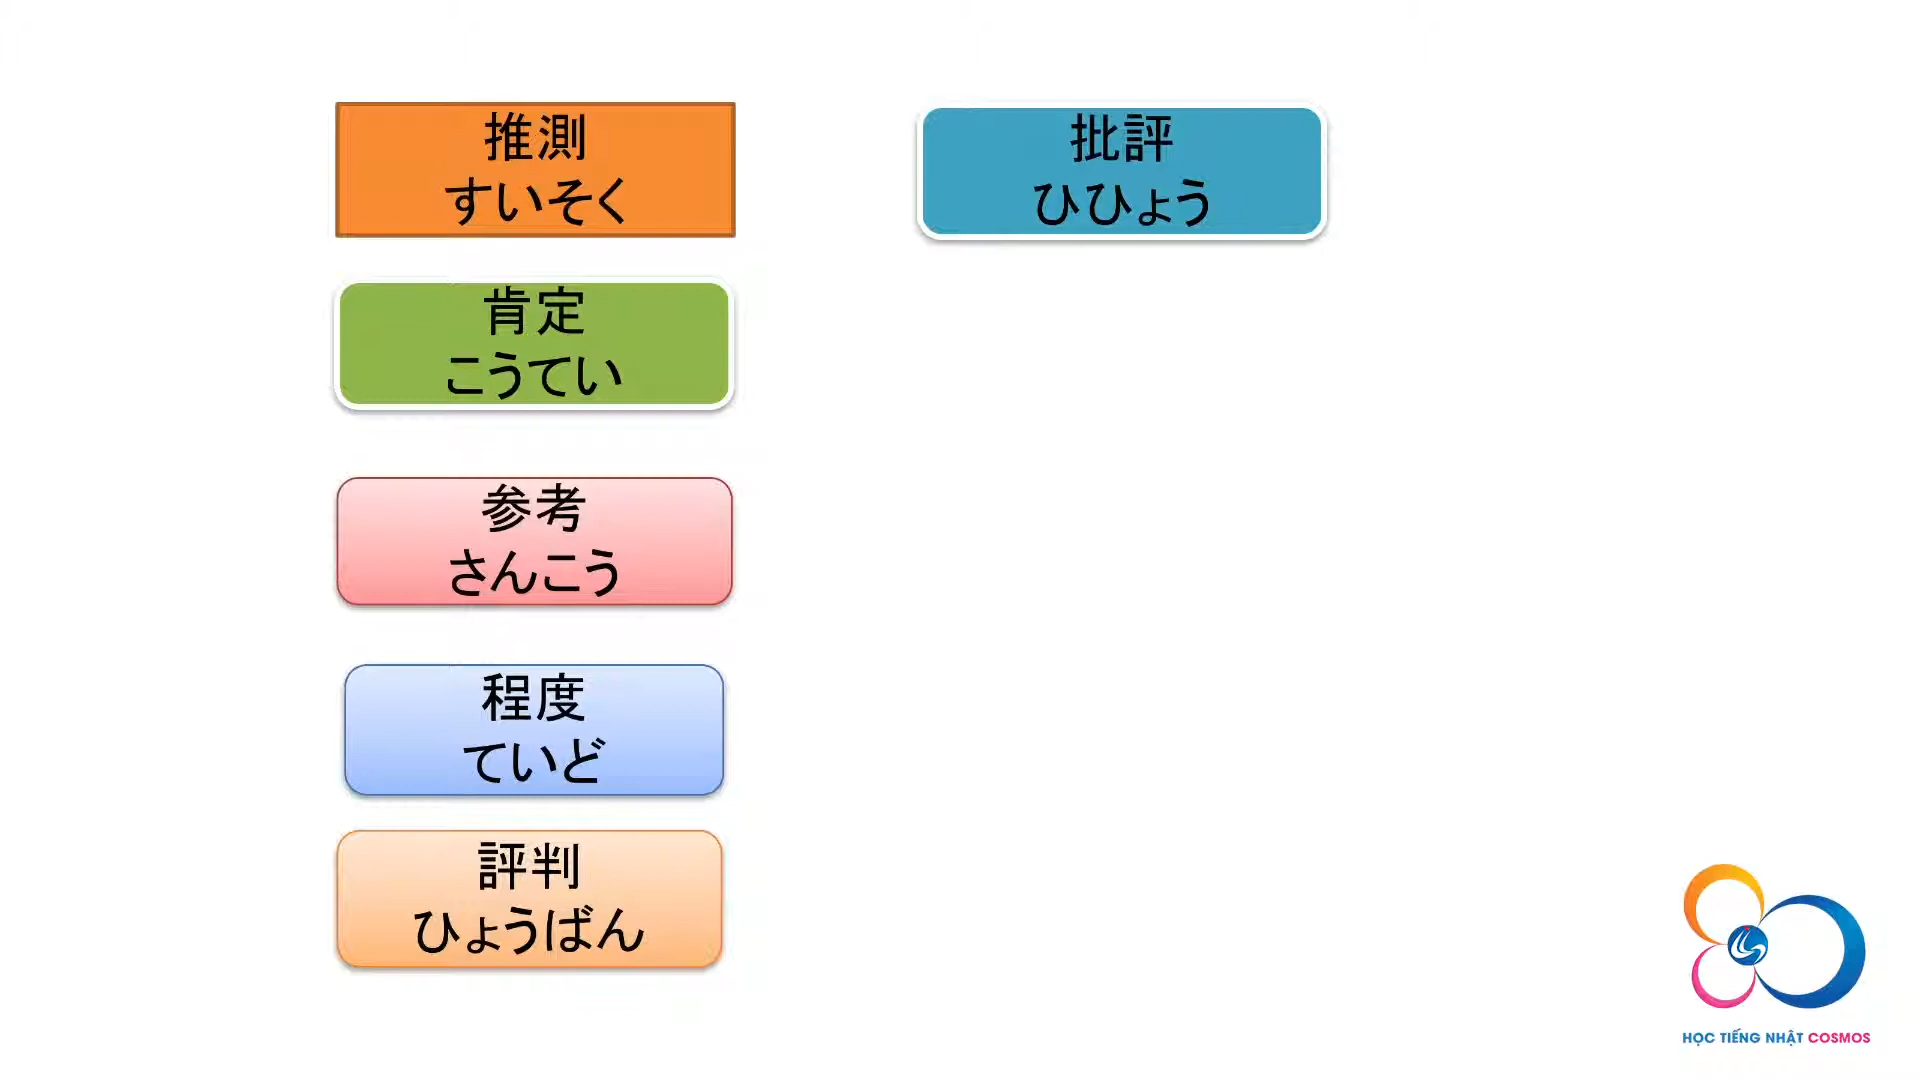 推測
すいそく
肯定
こうてい
参考
さんこう
程度
ていど
評判
ひょうばん
批評
ひひょう
HỌC TIẾNG NHẬT COSMOS